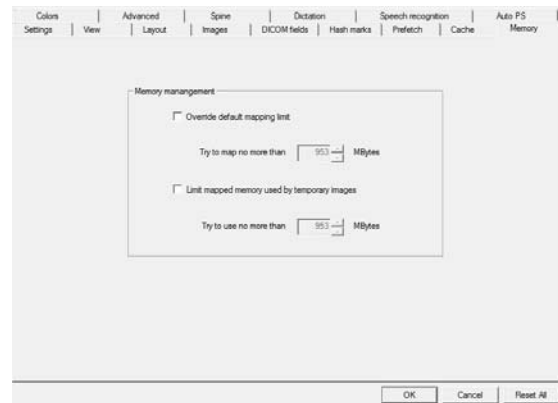 Colors Advanced Spine Dictation Speech recognition Auto PS
Settings View Layout Images DICOM fields Hash marks Prefetch Cache Memory
Memory manangement
Override default mapping limit
Try to map no more than 953 MBytes
Limit mapped memory used by temporary images
Try to use no more than 953 MBytes
OK Cancel Reset All